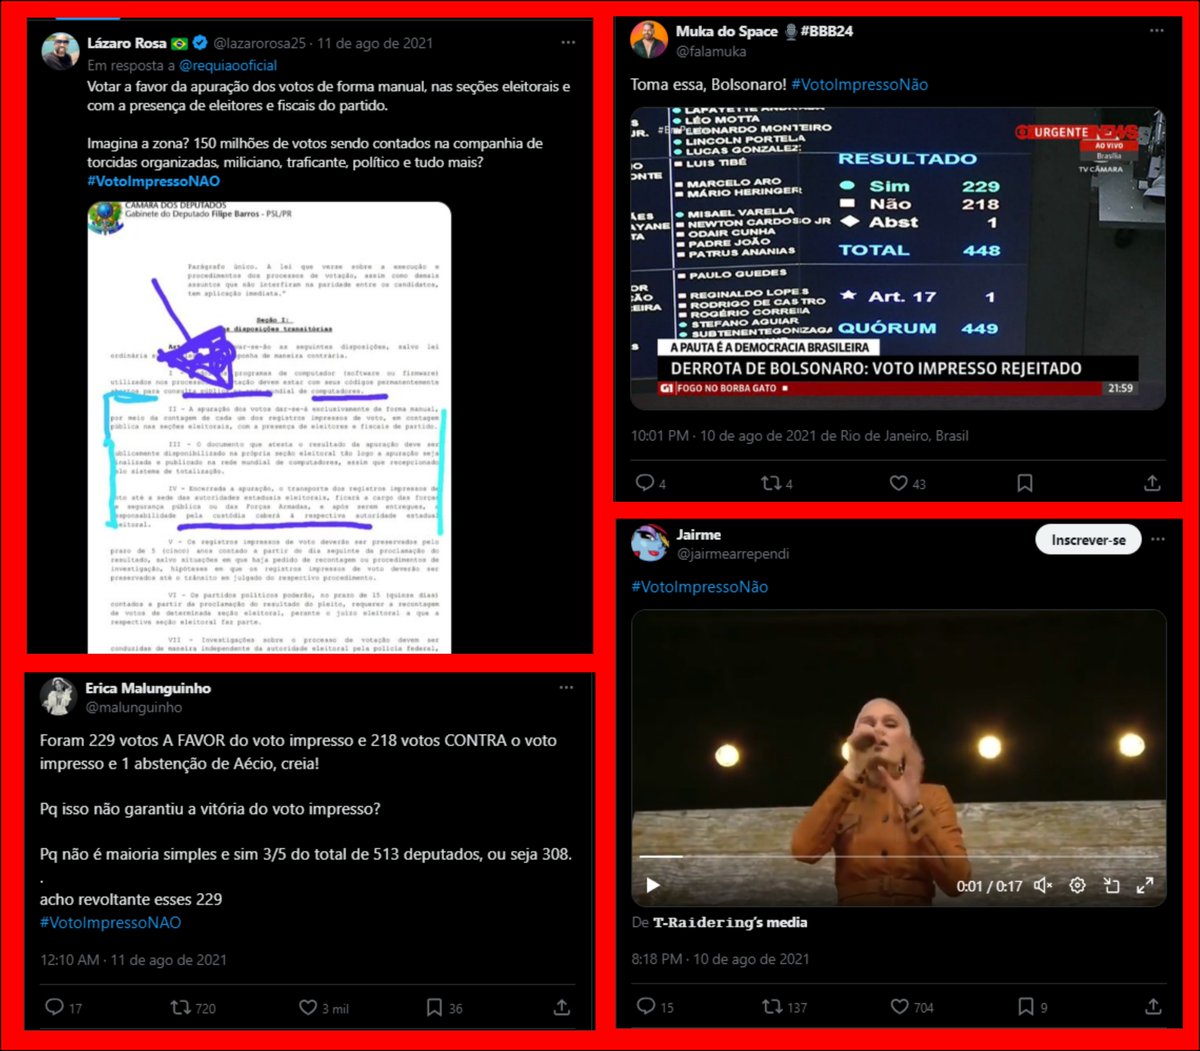 Lázaro Rosa @lazarorosa25 · 11 de ago de 2021
Em resposta a @requiaooficial
Votar a favor da apuração dos votos de forma manual, nas seções eleitorais e
com a presença de eleitores e fiscais do partido.
Imagina a zona? 150 milhões de votos sendo contados na companhia de
torcidas organizadas, miliciano, traficante, político e tudo mais?
#VotoImpressoNAO
CÂMARA DOS DEPUTADOS
Gabinete do Deputado Filipe Barros - PSL/PR
Parágrafo único. A lei que verse sobre a execução e
procedimentos dos processos de votação, assim como demais
assuntos que não interfiram na paridade entre os candidatos,
tem aplicação imediata."
Seção I:
disposições transitórias
ar-se-ão as seguintes disposições, salvo lei
ordinária ponha de maneira contrária.
I programas de computador (software ou firmware)
utilizados nos processos tação devem estar com seus códigos permanentemente
abertos para consulta pública na rede mundial de computadores.
II - A apuração dos votos dar-se-á exclusivamente de forma manual,
por meio da contagem de cada um dos registros impressos de voto, em contagem
pública nas seções eleitorais, com a presença de eleitores e fiscais de partido.
III - O documento que atesta o resultado da apuração deve ser
publicamente disponibilizado na própria seção eleitoral tão logo a apuração seja
finalizada e publicado na rede mundial de computadores, assim que recepcionado
pelo sistema de totalização.
IV - Encerrada a apuração, o transporte dos registros impressos de
voto até a sede das autoridades estaduais eleitorais, ficará a cargo das forças
de segurança pública ou das Forças Armadas, e após serem entregues, a
responsabilidade pela custódia caberá à respectiva autoridade estadual
eleitoral.
V - Os registros impressos de voto deverão ser preservados pelo
prazo de 5 (cinco) anos contado a partir do dia seguinte da proclamação do
resultado, salvo situações em que haja pedido de recontagem ou procedimentos de
investigação, hipóteses em que os registros impressos de voto deverão ser
preservados até o trânsito em julgado do respectivo procedimento.
VI - Os partidos políticos poderão, no prazo de 15 (quinze dias)
contados a partir da proclamação do resultado do pleito, requerer a recontagem
de votos de determinada seção eleitoral, perante o juízo eleitoral a que a
respectiva seção eleitoral faz parte.
VII - Investigações sobre o processo de votação devem ser
conduzidas de maneira independente da autoridade eleitoral pela polícia federal,
Erica Malunguinho
@malunguinho
Foram 229 votos A FAVOR do voto impresso e 218 votos CONTRA o voto
impresso e 1 abstenção de Aécio, creia!
Pq isso não garantiu a vitória do voto impresso?
Pq não é maioria simples e sim 3/5 do total de 513 deputados, ou seja 308.
.
acho revoltante esses 229
#VotoImpressoNAO
12:10 AM · 11 de ago de 2021
17 720 3 mil 36
Muka do Space #BBB24
@falamuka
Toma essa, Bolsonaro! #VotoImpressoNão
LAFAYETTE ANDRADA
LÉO MOTTA
JR. LEONARDO MONTEIRO
LINCOLN PORTELA
LUCAS GONZALEZ
LUIS TIBÉ
ONTE
MARCELO ARO
MÁRIO HERINGER
MISAEL VARELLA
NEWTON CARDOSO JR
ODAIR CUNHA
PADRE JOÃO
PATRUS ANANIAS
PAULO GUEDES
REGINALDO LOPES
RODRIGO DE CASTRO
ROGÉRIO CORREIA
STEFANO AGUIAR
SUBTENENTE GONZAGA
RESULTADO
Sim 229
Não 218
Abst 1
TOTAL 448
Art. 17 1
QUÓRUM 449
URGENTE NEWS
AO VIVO
Brasília
TV CÂMARA
A PAUTA É A DEMOCRACIA BRASILEIRA
DERROTA DE BOLSONARO: VOTO IMPRESSO REJEITADO
G1 FOGO NO BORBA GATO 21:59
10:01 PM · 10 de ago de 2021 de Rio de Janeiro, Brasil
4 4 43
Jairme
@jairmearrependi
Inscrever-se
#VotoImpressoNão
0:01 / 0:17
De T-Raidering's media
8:18 PM · 10 de ago de 2021
15 137 704 9